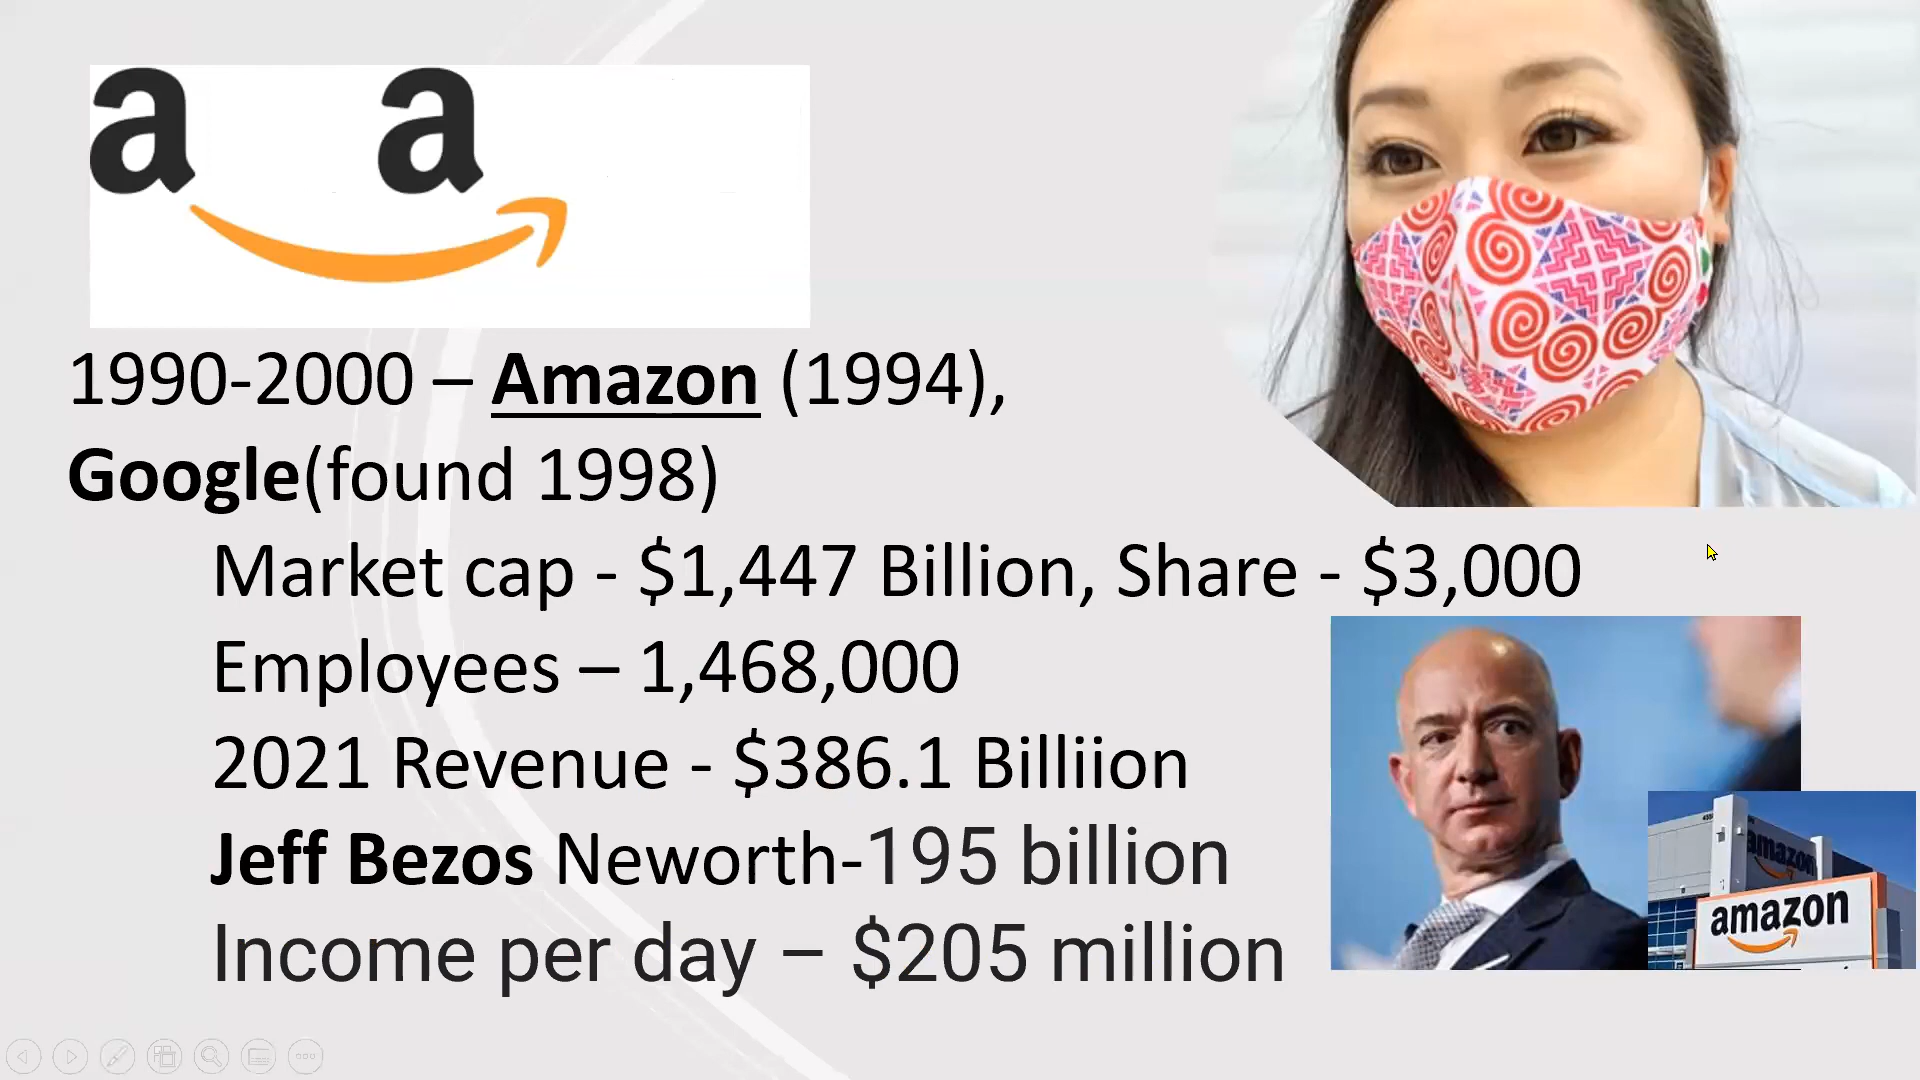 a a
1990-2000 – Amazon (1994),
Google(found 1998)
Market cap - $1,447 Billion, Share - $3,000
Employees – 1,468,000
2021 Revenue - $386.1 Billiion
Jeff Bezos Neworth-195 billion
Income per day – $205 million
amazon
amazon